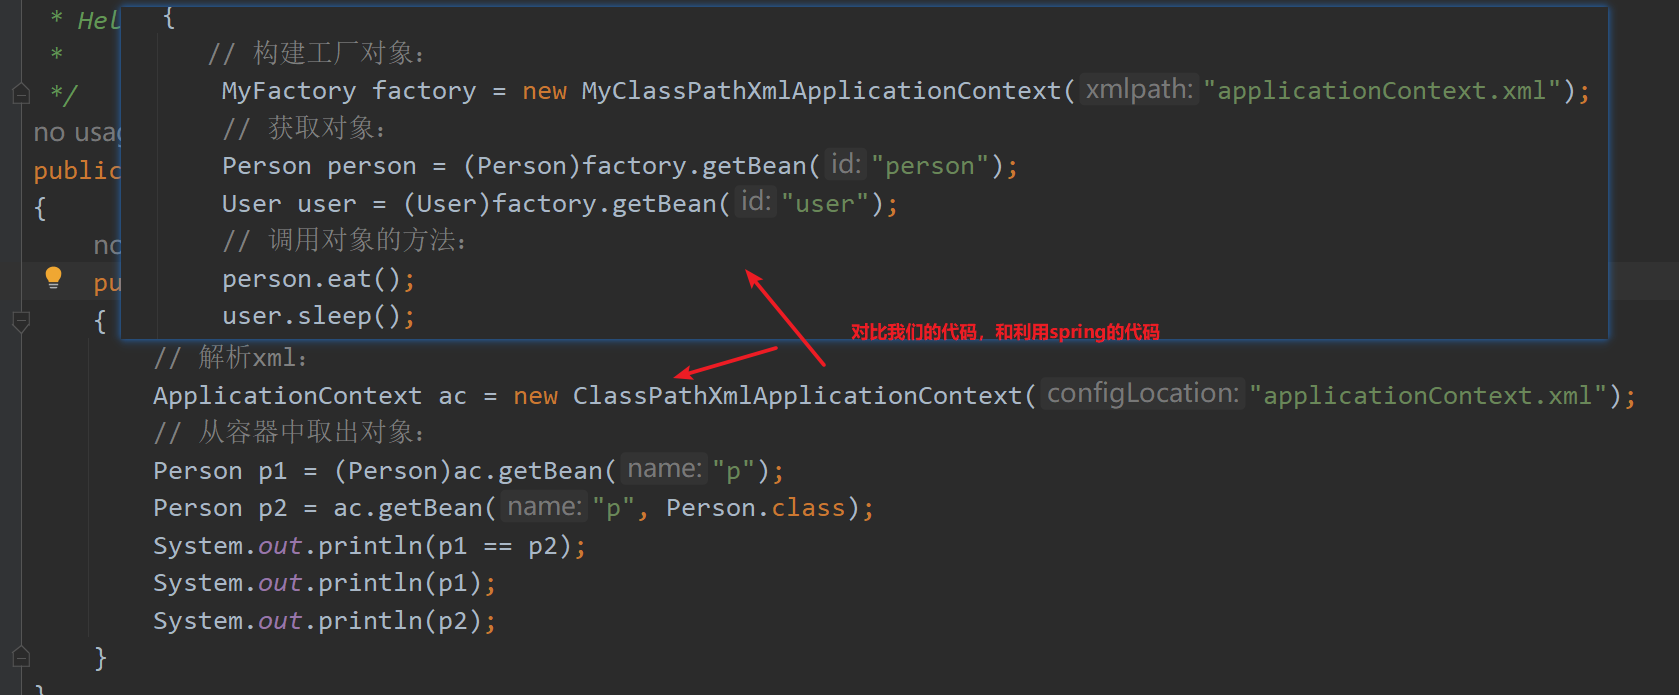 * Hel
*
*/
no usag
public
{
no
pu
{
{
// 构建工厂对象：
MyFactory factory = new MyClassPathXmlApplicationContext( xmlpath: "applicationContext.xml");
// 获取对象：
Person person = (Person)factory.getBean( id: "person");
User user = (User)factory.getBean( id: "user");
// 调用对象的方法：
person.eat();
user.sleep();
对比我们的代码，和利用spring的代码
// 解析xml：
ApplicationContext ac = new ClassPathXmlApplicationContext( configLocation: "applicationContext.xml");
// 从容器中取出对象：
Person p1 = (Person)ac.getBean( name: "p");
Person p2 = ac.getBean( name: "p", Person.class);
System.out.println(p1 == p2);
System.out.println(p1);
System.out.println(p2);
}
}